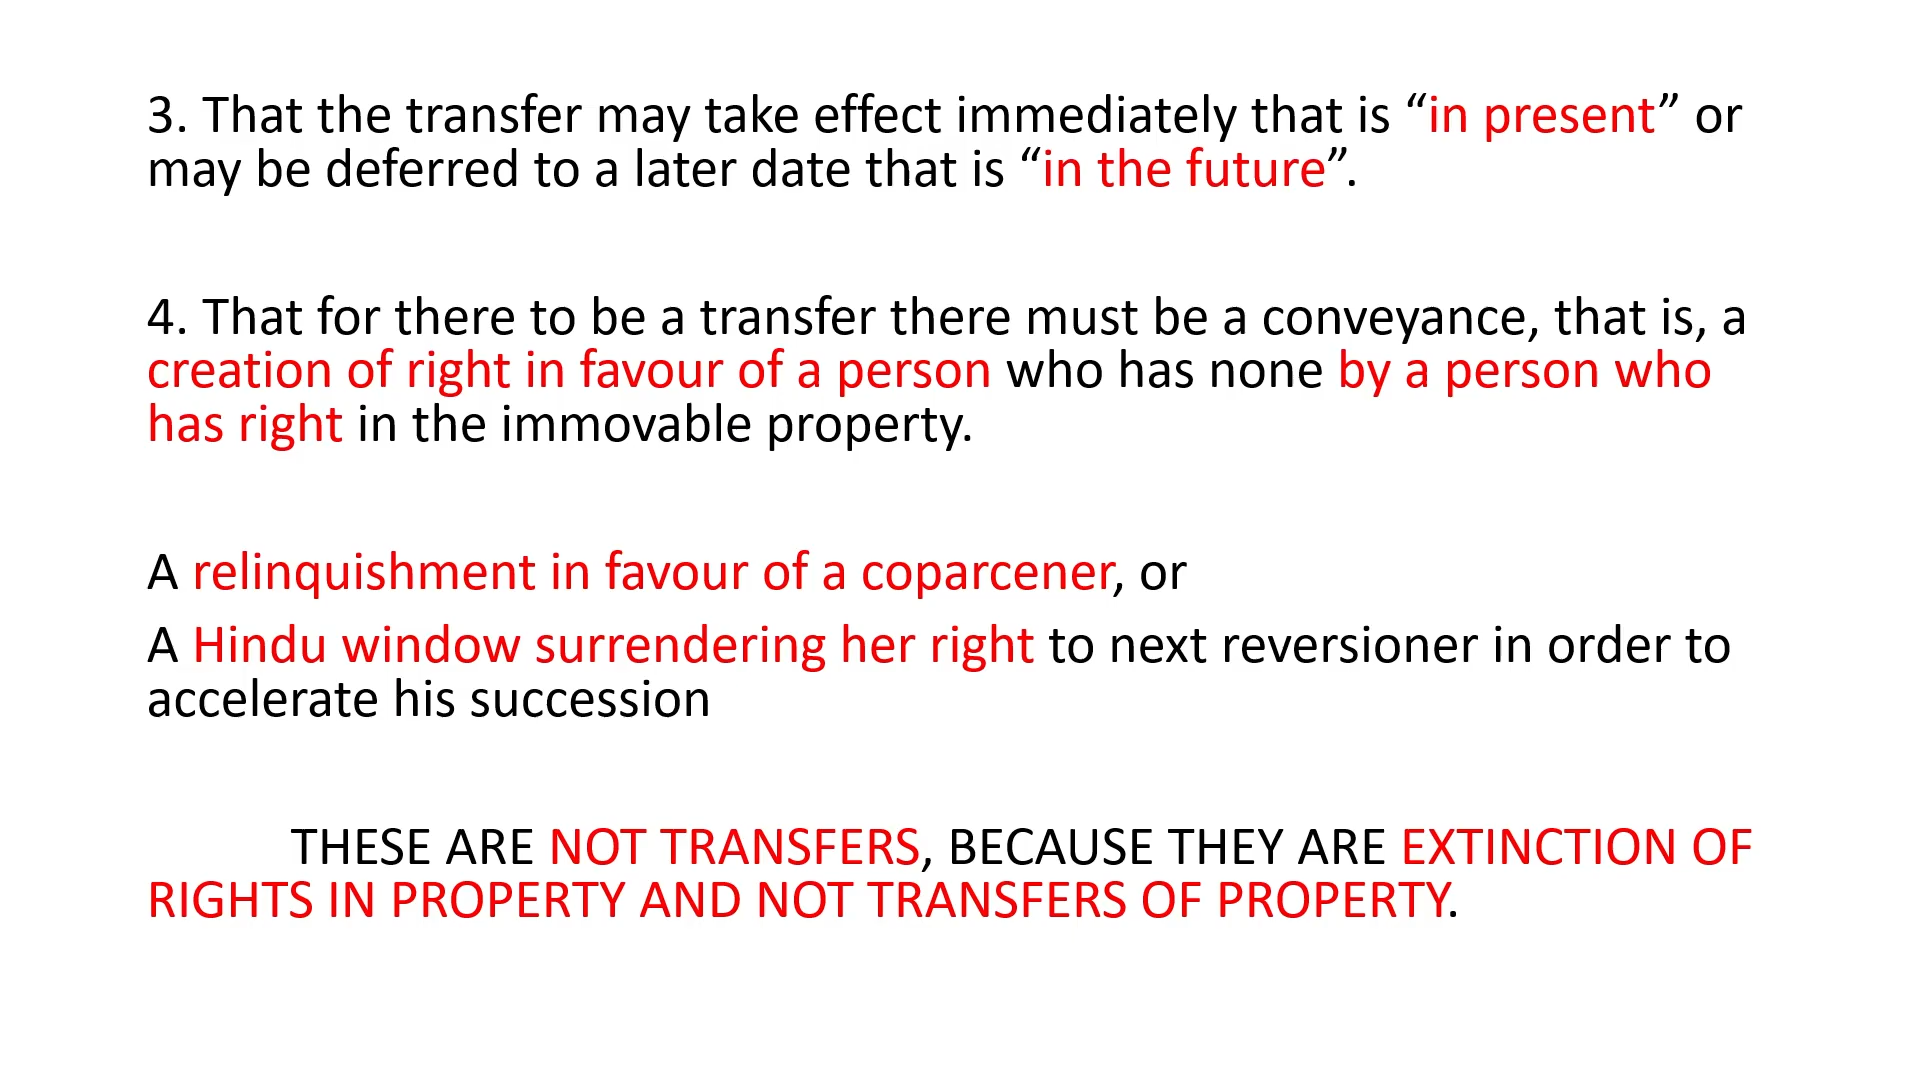 3. That the transfer may take effect immediately that is “in present” or
may be deferred to a later date that is “in the future”.
4. That for there to be a transfer there must be a conveyance, that is, a
creation of right in favour of a person who has none by a person who
has right in the immovable property.
A relinquishment in favour of a coparcener, or
A Hindu window surrendering her right to next reversioner in order to
accelerate his succession
THESE ARE NOT TRANSFERS, BECAUSE THEY ARE EXTINCTION OF
RIGHTS IN PROPERTY AND NOT TRANSFERS OF PROPERTY.